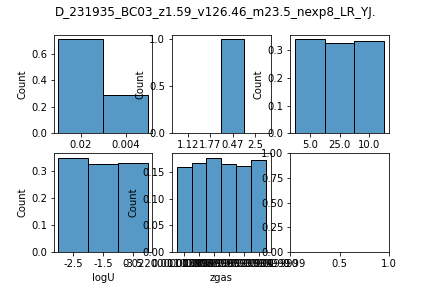 D_231935_BC03_z1.59_v126.46_m23.5_nexp8_LR_YJ.
0.6
0.4
0.2
0.0
Count
0.02 0.004
1.0
0.5
0.0
Count
1.12 1.77 0.47 2.5
0.3
0.2
0.1
0.0
Count
5.0 25.0 10.0
0.3
0.2
0.1
0.0
Count
-2.5 -1.5
logU
0.15
0.10
0.05
0.00
Count
zgas
1.00
0.75
0.50
0.25
0.00
0.5 1.0